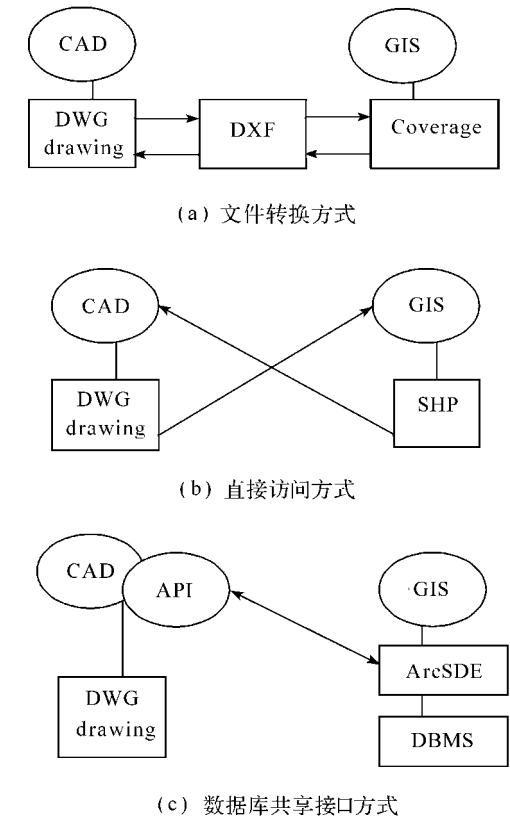 CAD
GIS
DWG
drawing
DXF
Coverage
(a) 文件转换方式
CAD
GIS
DWG
drawing
SHP
(b) 直接访问方式
CAD
API
GIS
ArcSDE
DWG
drawing
DBMS
(c) 数据库共享接口方式